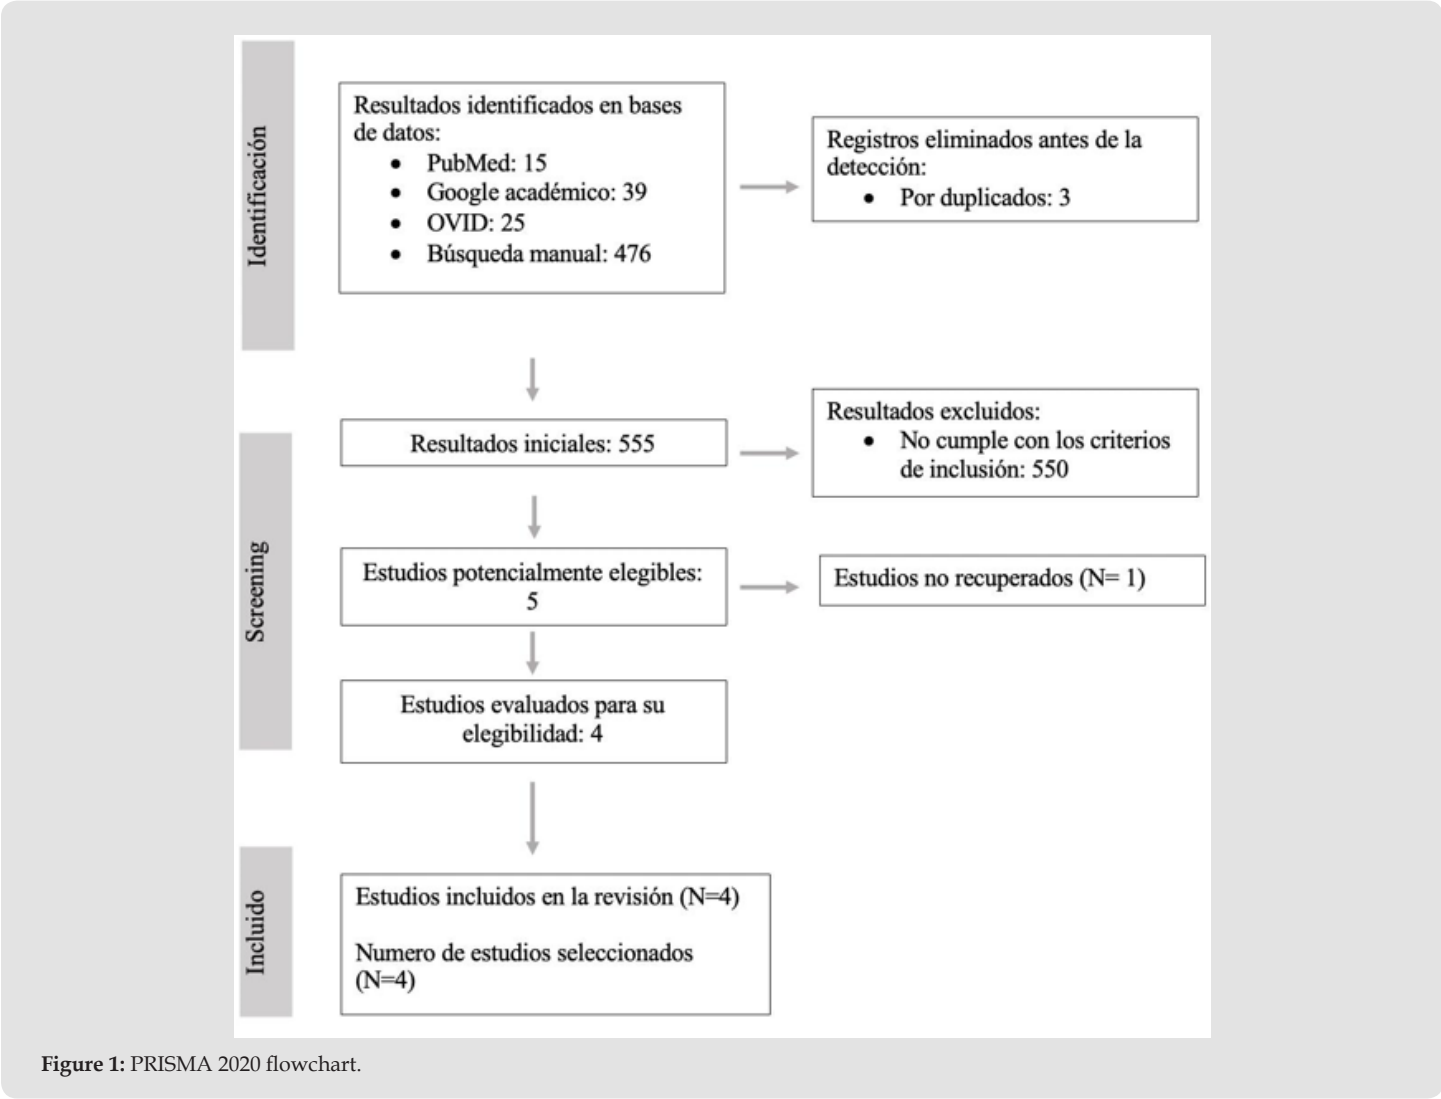 Identificación
Resultados identificados en bases
de datos:
• PubMed: 15
• Google académico: 39
• OVID: 25
• Búsqueda manual: 476
Registros eliminados antes de la
detección:
• Por duplicados: 3
Screening
Resultados iniciales: 555
Resultados excluidos:
• No cumple con los criterios
de inclusión: 550
Estudios potencialmente elegibles:
5
Estudios no recuperados (N= 1)
Estudios evaluados para su
elegibilidad: 4
Incluido
Estudios incluidos en la revisión (N=4)
Numero de estudios seleccionados
(N=4)
Figure 1: PRISMA 2020 flowchart.